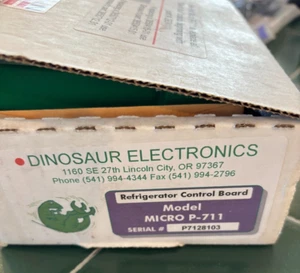 DINOSAUR ELECTRONICS
1160 SE 27th Lincoln City, OR 97367
Phone (541) 994-4344 Fax (541) 994-2796
Refrigerator Control Board
Model
MICRO P-711
SERIAL # P7128103